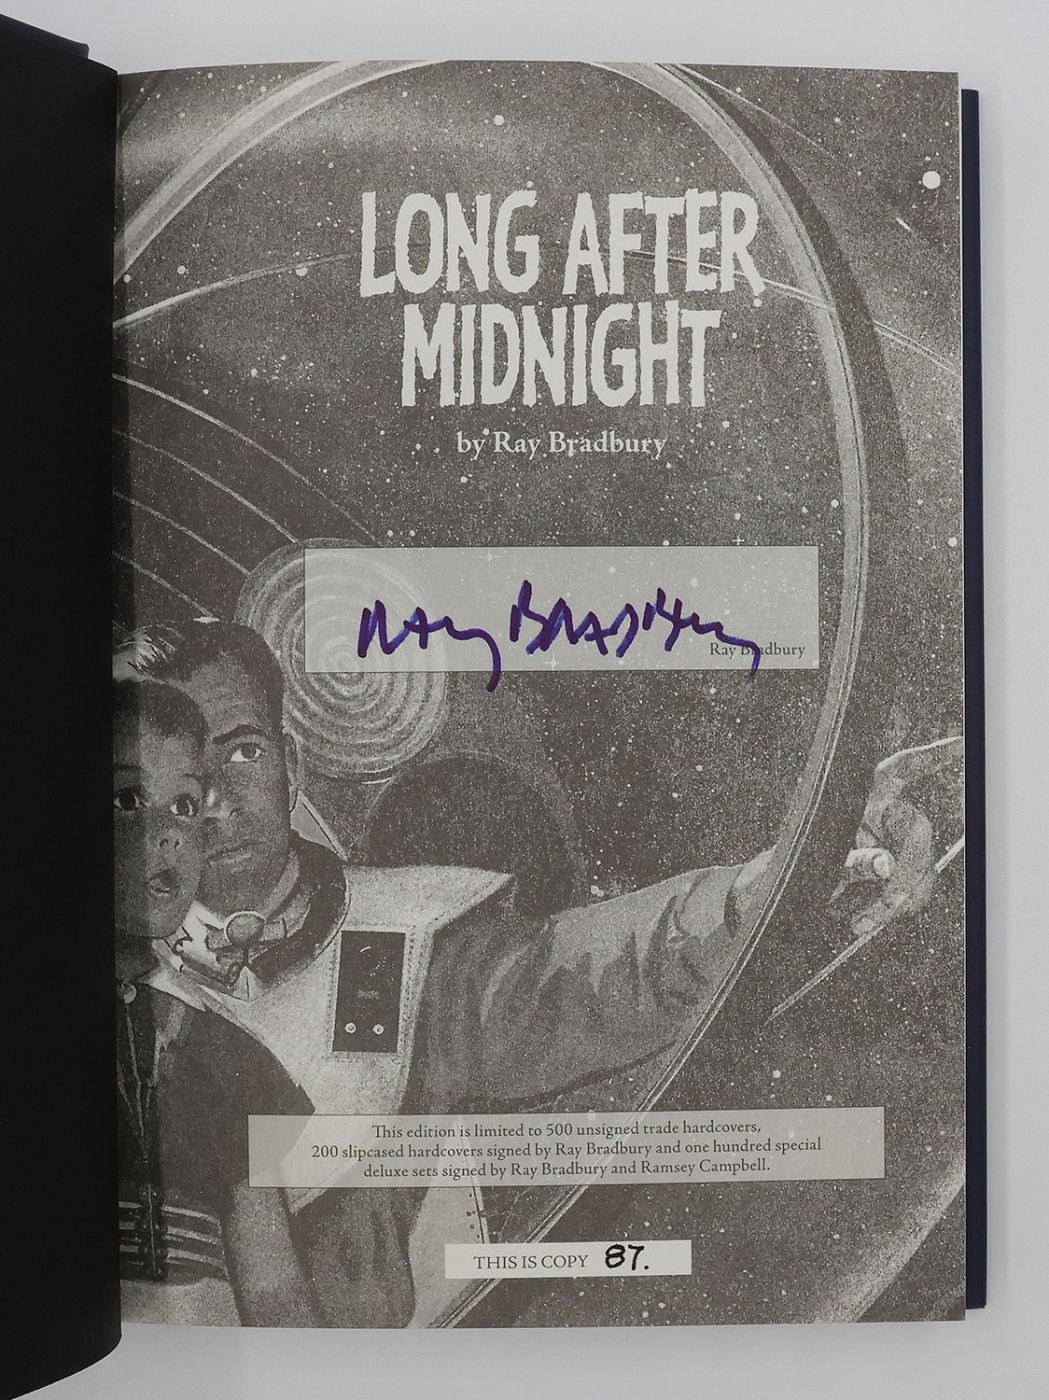 LONG AFTER
MIDNIGHT
by Ray Bradbury
Ray Bradbury
Ray Bradbury
This edition is limited to 500 unsigned trade hardcovers,
200 slipcased hardcovers signed by Ray Bradbury and one hundred special
deluxe sets signed by Ray Bradbury and Ramsey Campbell.
THIS IS COPY 87.